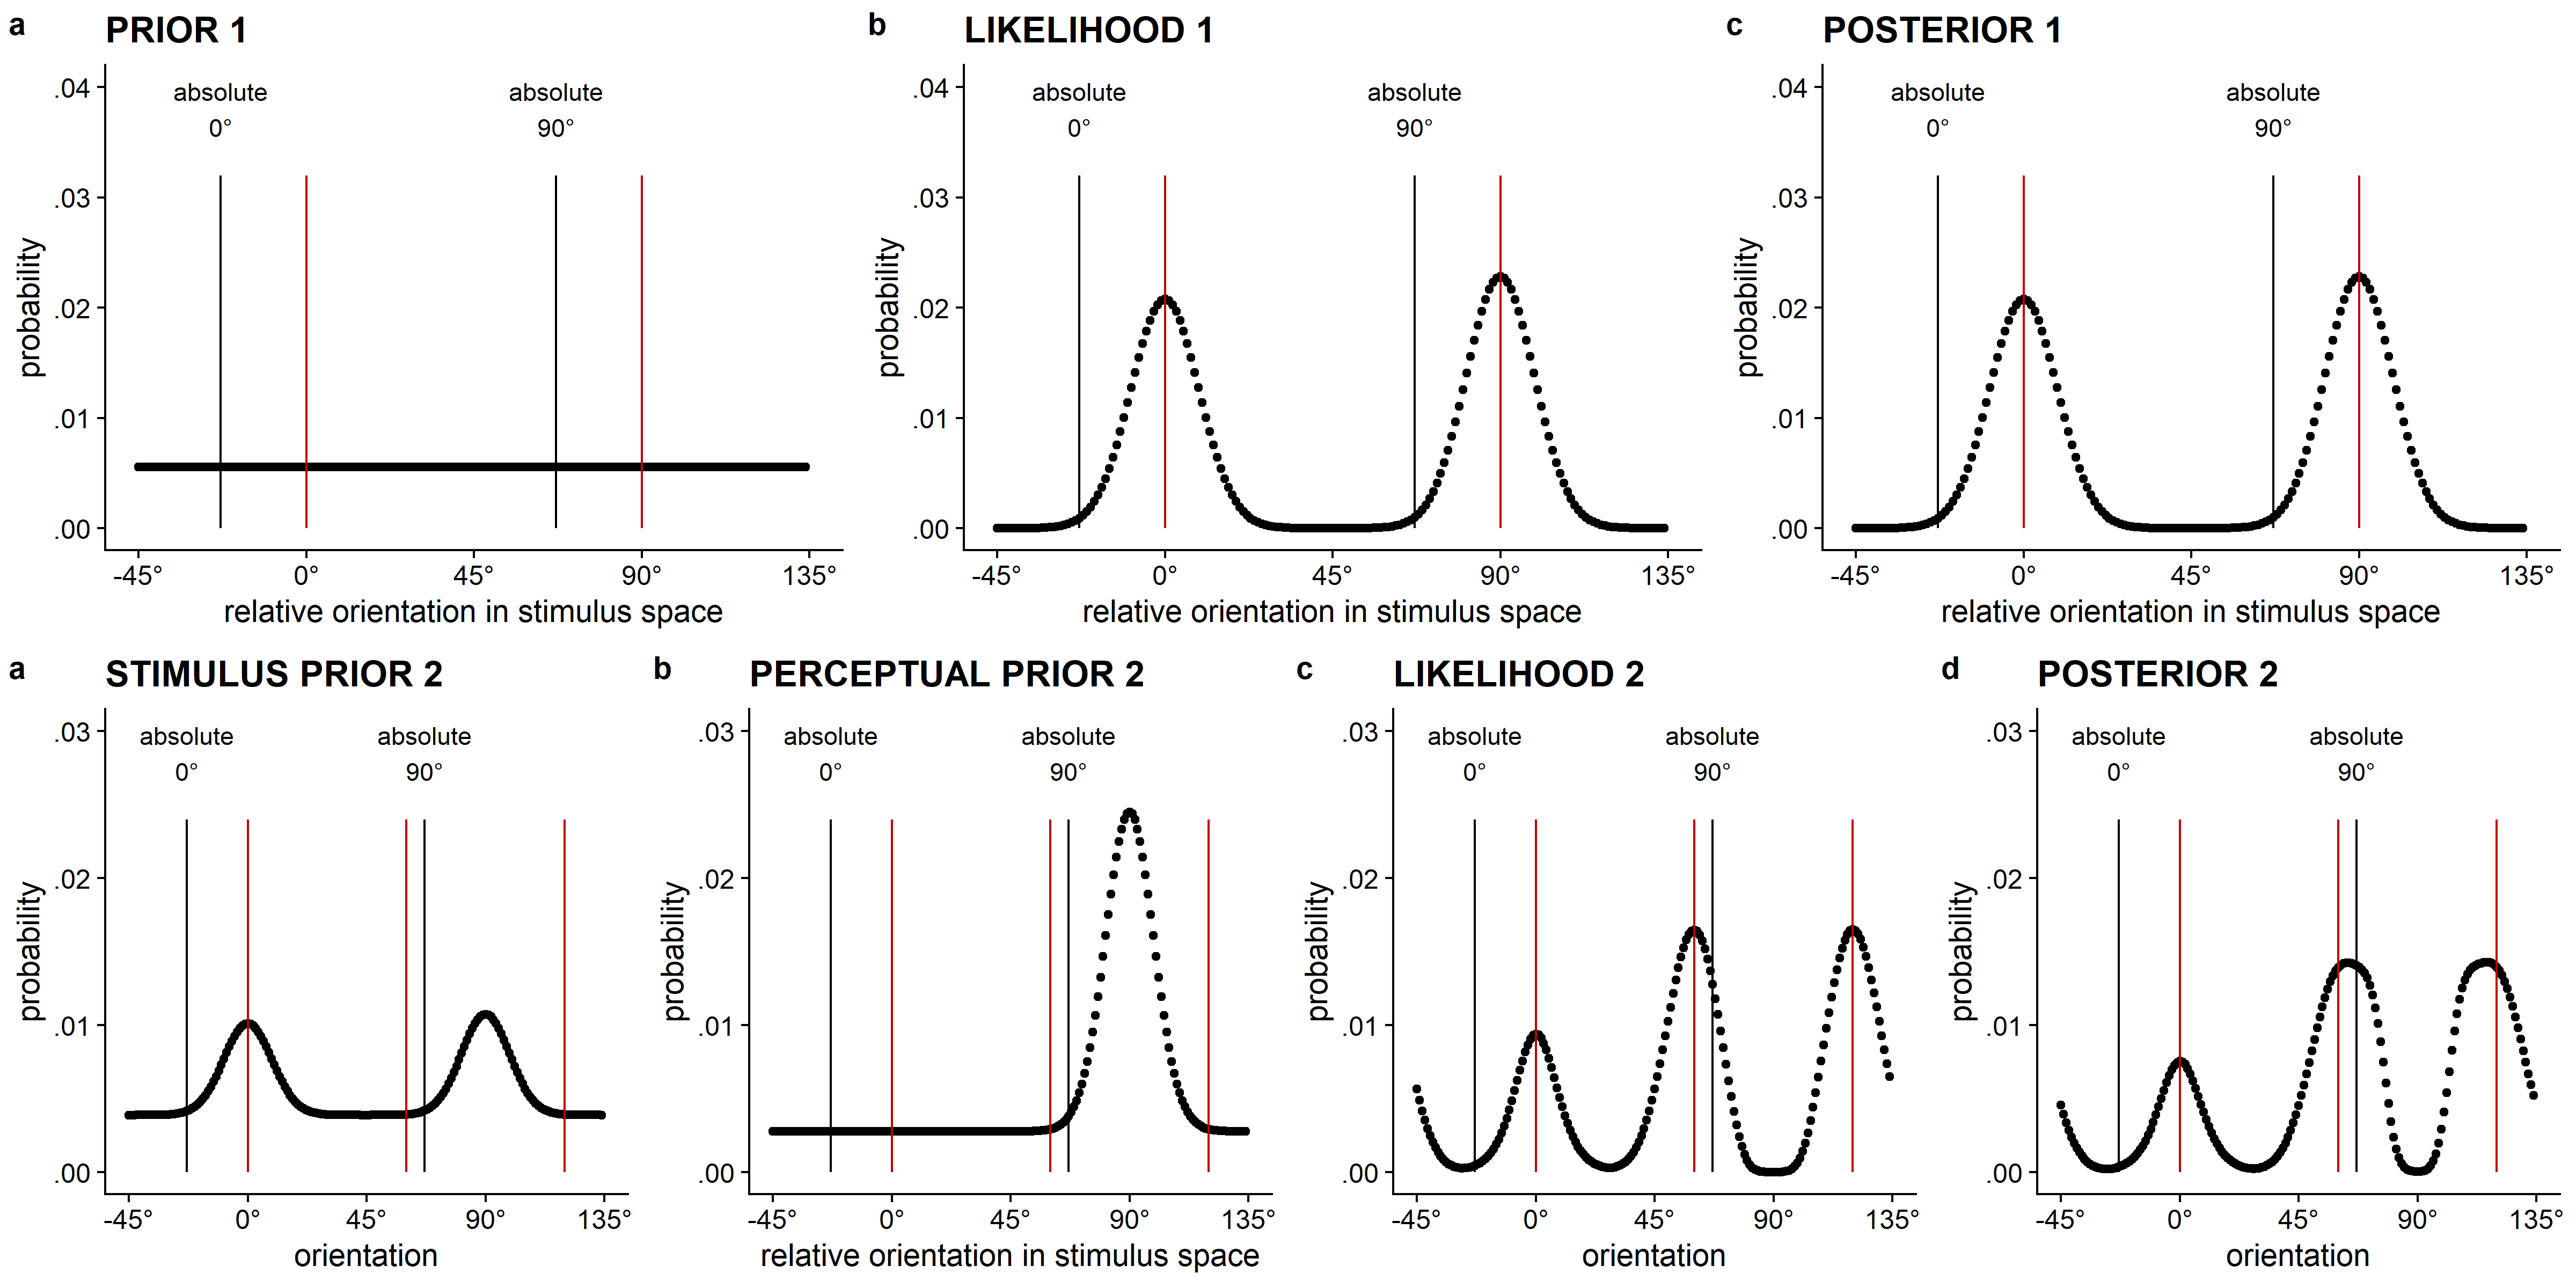 a PRIOR 1
absolute 0°
absolute 90°
.04
.03
.02
.01
.00
probability
-45° 0° 45° 90° 135°
relative orientation in stimulus space
b LIKELIHOOD 1
absolute 0°
absolute 90°
.04
.03
.02
.01
.00
probability
-45° 0° 45° 90° 135°
relative orientation in stimulus space
c POSTERIOR 1
absolute 0°
absolute 90°
.04
.03
.02
.01
.00
probability
-45° 0° 45° 90° 135°
relative orientation in stimulus space
a STIMULUS PRIOR 2
absolute 0°
absolute 90°
.03
.02
.01
.00
probability
-45° 0° 45° 90° 135°
orientation
b PERCEPTUAL PRIOR 2
absolute 0°
absolute 90°
.03
.02
.01
.00
probability
-45° 0° 45° 90° 135°
relative orientation in stimulus space
c LIKELIHOOD 2
absolute 0°
absolute 90°
.03
.02
.01
.00
probability
-45° 0° 45° 90° 135°
orientation
d POSTERIOR 2
absolute 0°
absolute 90°
.03
.02
.01
.00
probability
-45° 0° 45° 90° 135°
orientation